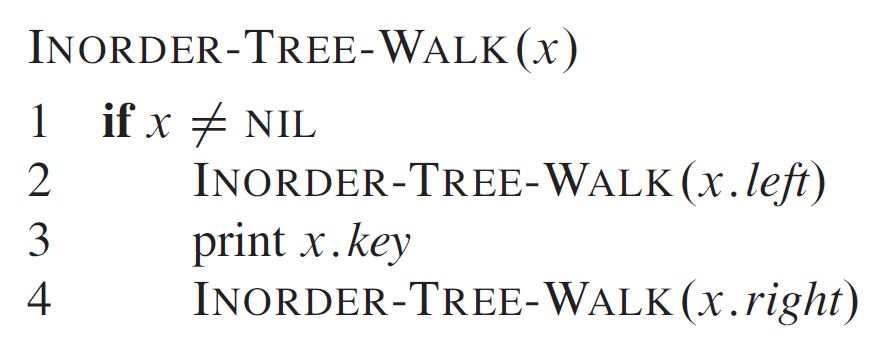 INORDER-TREE-WALK(x)
1 if x ≠ NIL
2 INORDER-TREE-WALK(x.left)
3 print x.key
4 INORDER-TREE-WALK(x.right)